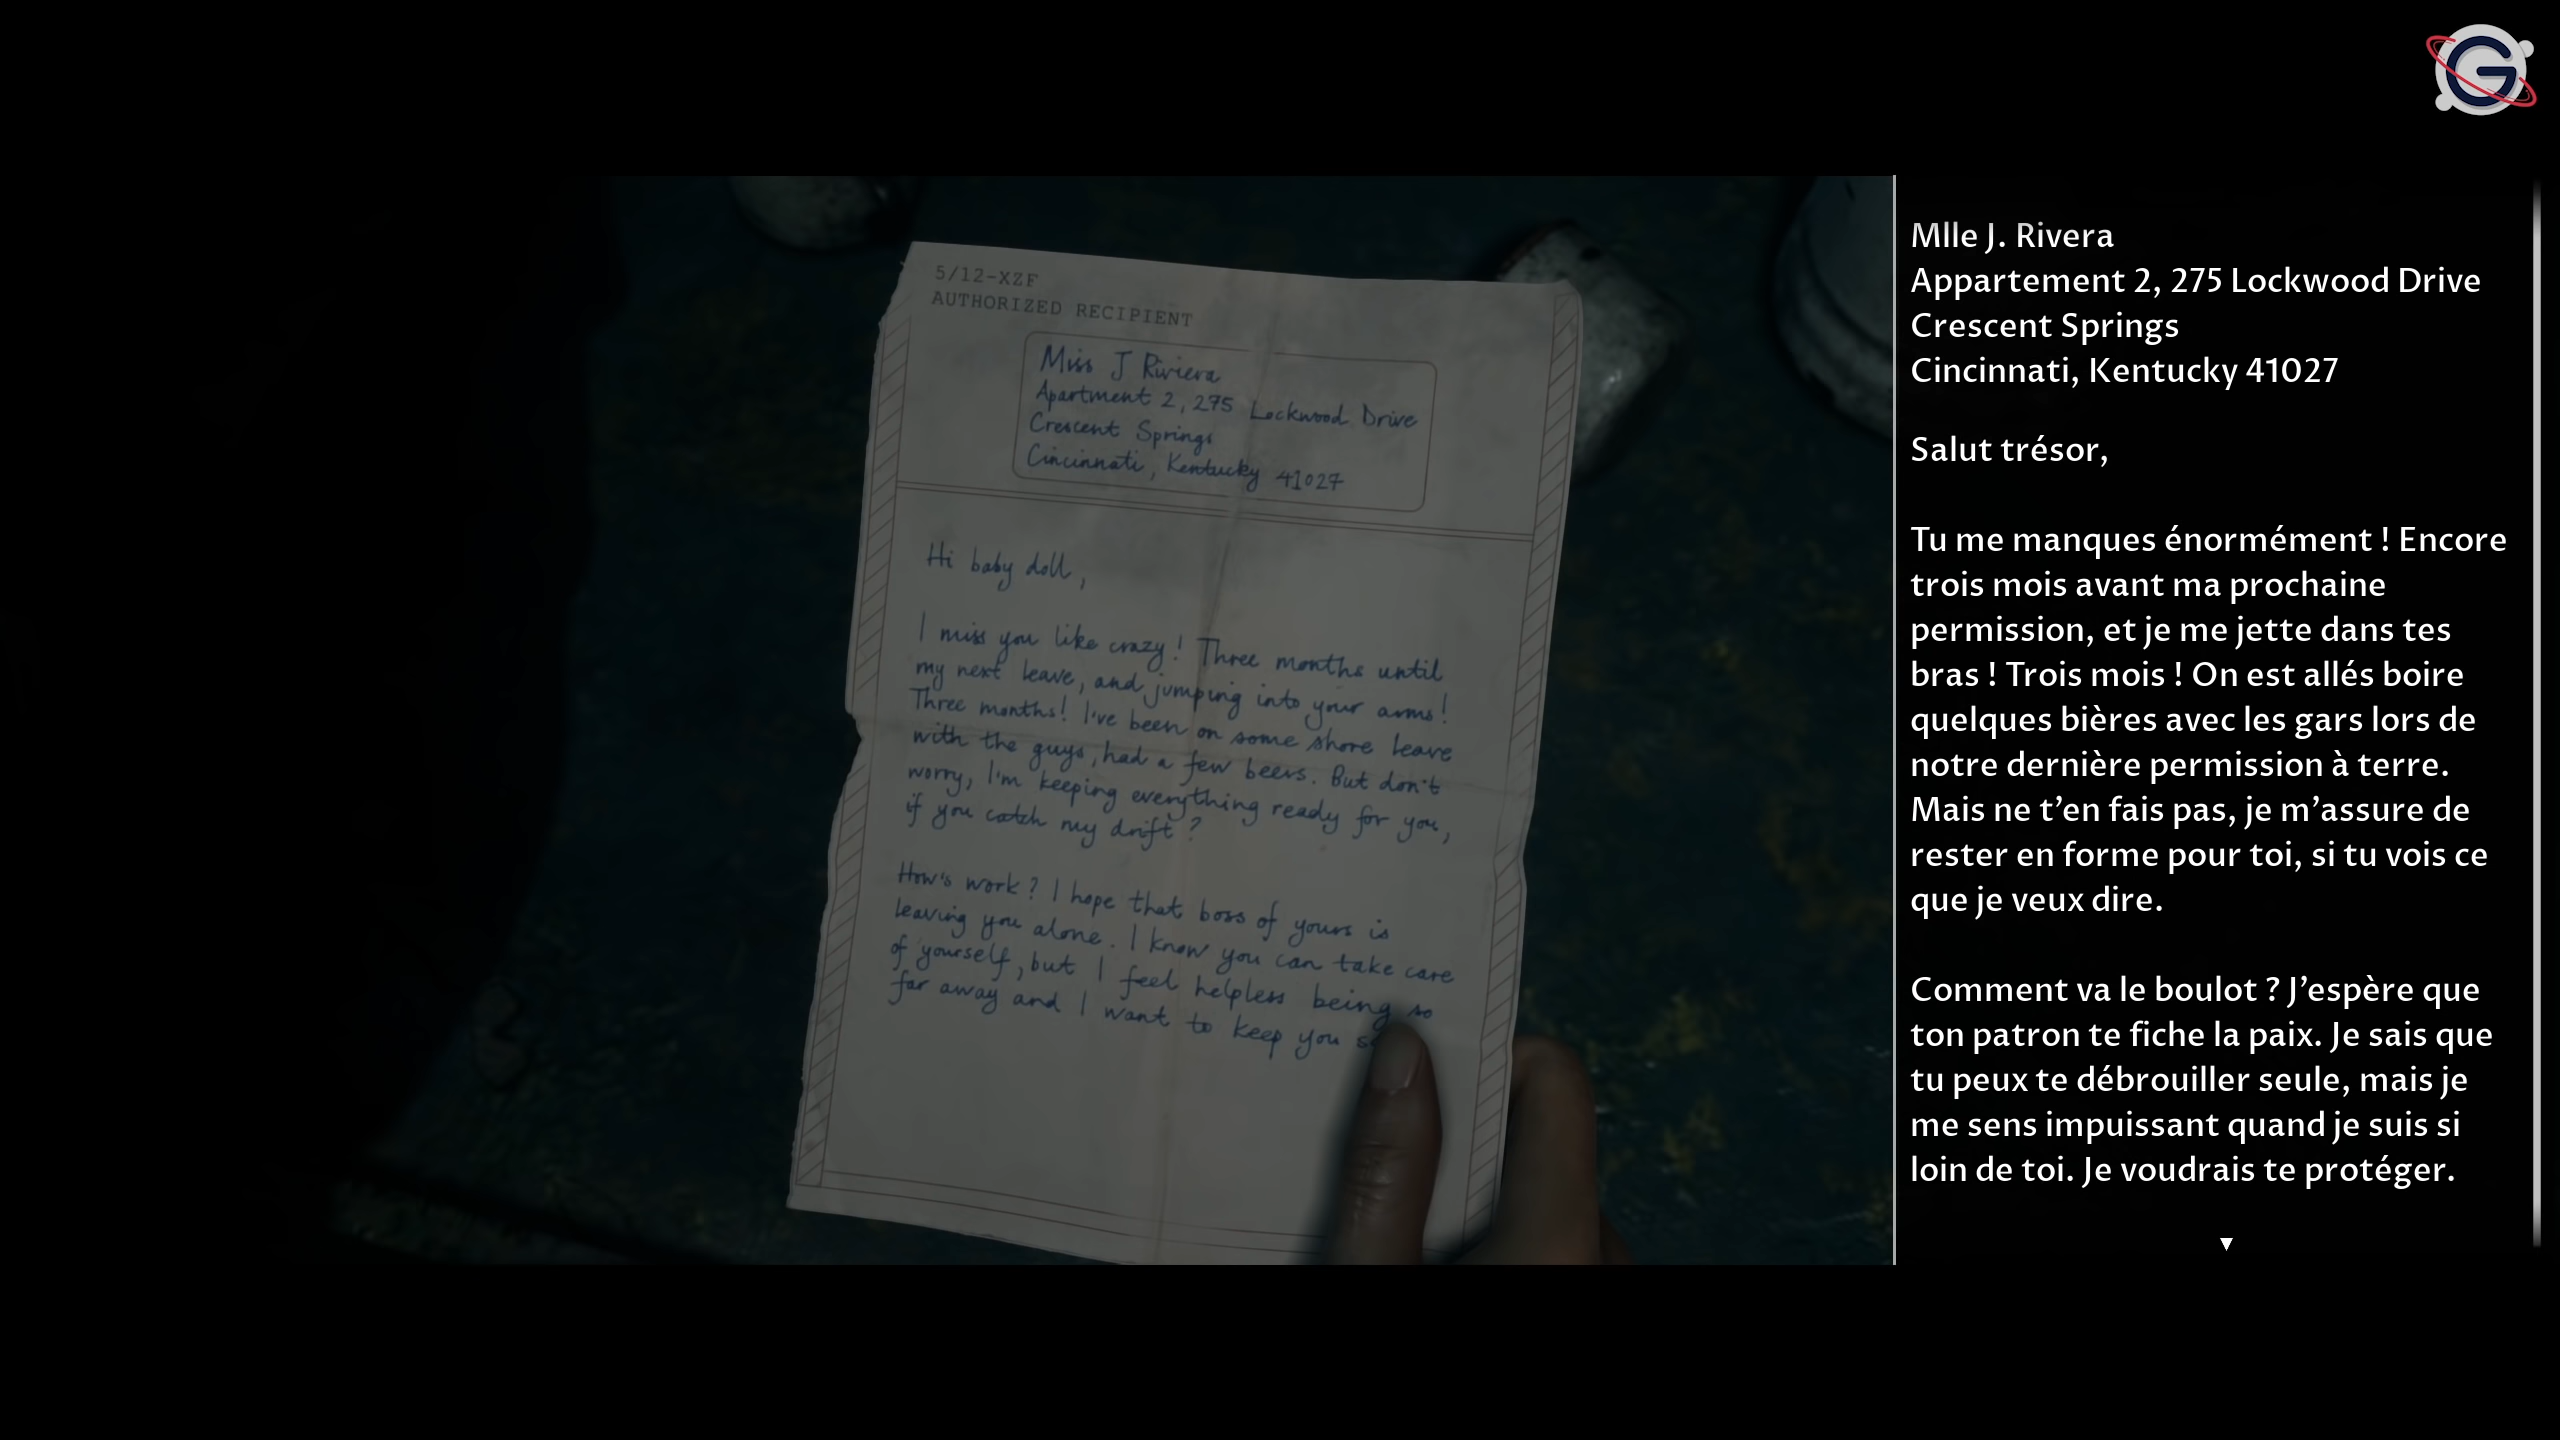 5/12-XZF
AUTHORIZED RECIPIENT
Miss J Riviera
Apartment 2, 275 Lockwood Drive
Crescent Springs
Cincinnati, Kentucky 41027
Hi baby doll,
I miss you like crazy! Three months until
my next leave, and jumping into your arms!
Three months! I've been on some shore leave
with the guys, had a few beers. But don't
worry, I'm keeping everything ready for you,
if you catch my drift?
How's work? I hope that boss of yours is
leaving you alone. I know you can take care
of yourself, but I feel helpless being so
far away and I want to keep you
Mlle J. Rivera
Appartement 2, 275 Lockwood Drive
Crescent Springs
Cincinnati, Kentucky 41027
Salut trésor,
Tu me manques énormément ! Encore
trois mois avant ma prochaine
permission, et je me jette dans tes
bras ! Trois mois ! On est allés boire
quelques bières avec les gars lors de
notre dernière permission à terre.
Mais ne t'en fais pas, je m'assure de
rester en forme pour toi, si tu vois ce
que je veux dire.
Comment va le boulot ? J'espère que
ton patron te fiche la paix. Je sais que
tu peux te débrouiller seule, mais je
me sens impuissant quand je suis si
loin de toi. Je voudrais te protéger.
G